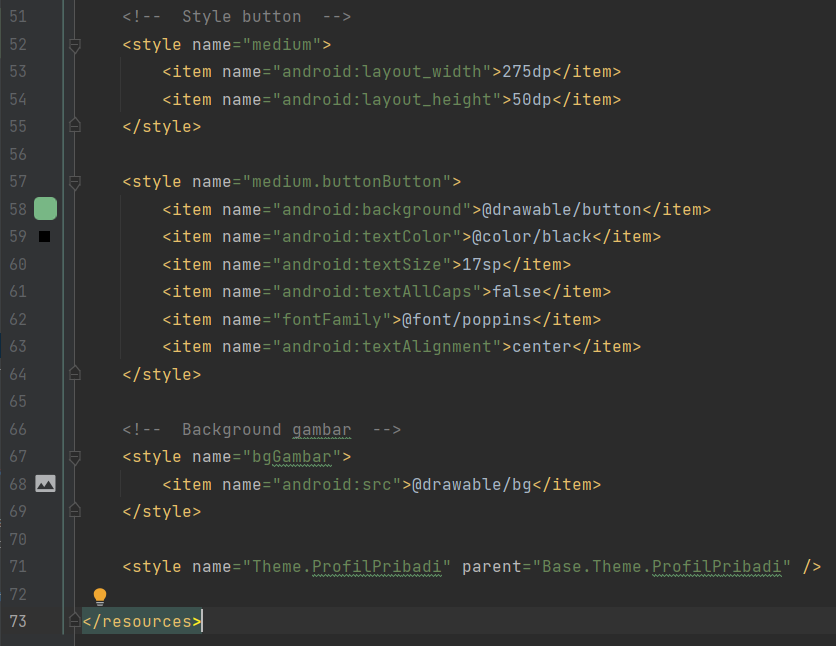 51 <!--  Style button  -->
52 <style name="medium">
53 <item name="android:layout_width">275dp</item>
54 <item name="android:layout_height">50dp</item>
55 </style>
56
57 <style name="medium.buttonButton">
58 <item name="android:background">@drawable/button</item>
59 <item name="android:textColor">@color/black</item>
60 <item name="android:textSize">17sp</item>
61 <item name="android:textAllCaps">false</item>
62 <item name="fontFamily">@font/poppins</item>
63 <item name="android:textAlignment">center</item>
64 </style>
65
66 <!--  Background gambar  -->
67 <style name="bgGambar">
68 <item name="android:src">@drawable/bg</item>
69 </style>
70
71 <style name="Theme.ProfilPribadi" parent="Base.Theme.ProfilPribadi" />
72
73 </resources>